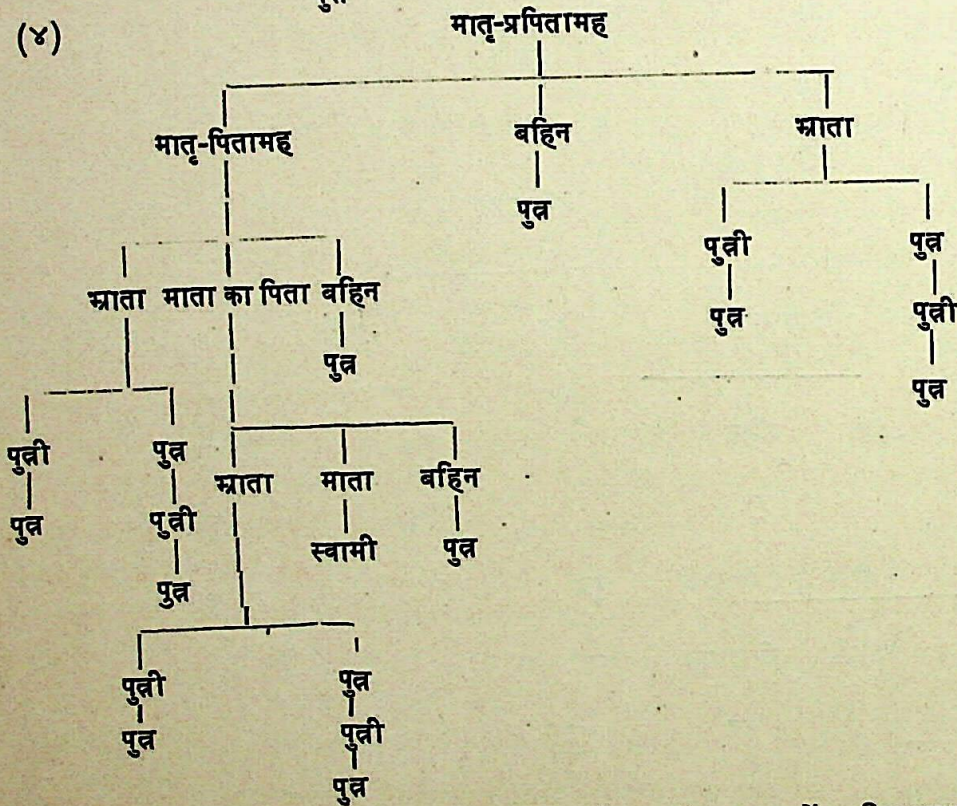 (४)
मातृ-प्रपितामह
मातृ-पितामह बहिन भ्राता
पुत्र
पुत्री पुत्र
भ्राता माता का पिता बहिन
पुत्र पुत्री
पुत्र
पुत्र
पुत्री पुत्र
भ्राता माता बहिन
पुत्र पुत्री
स्वामी पुत्र
पुत्र
पुत्री पुत्र
पुत्र पुत्री
पुत्र